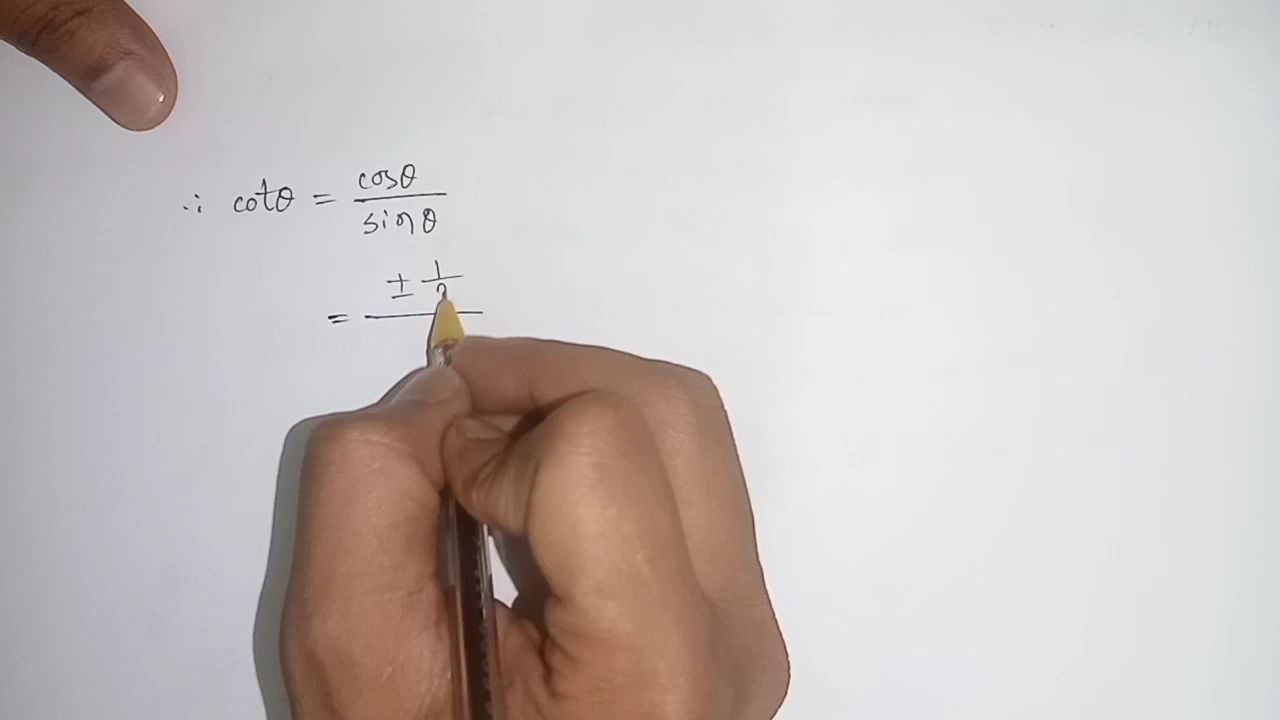 ∴ cotθ = cosθ / sinθ
= ± 1 /